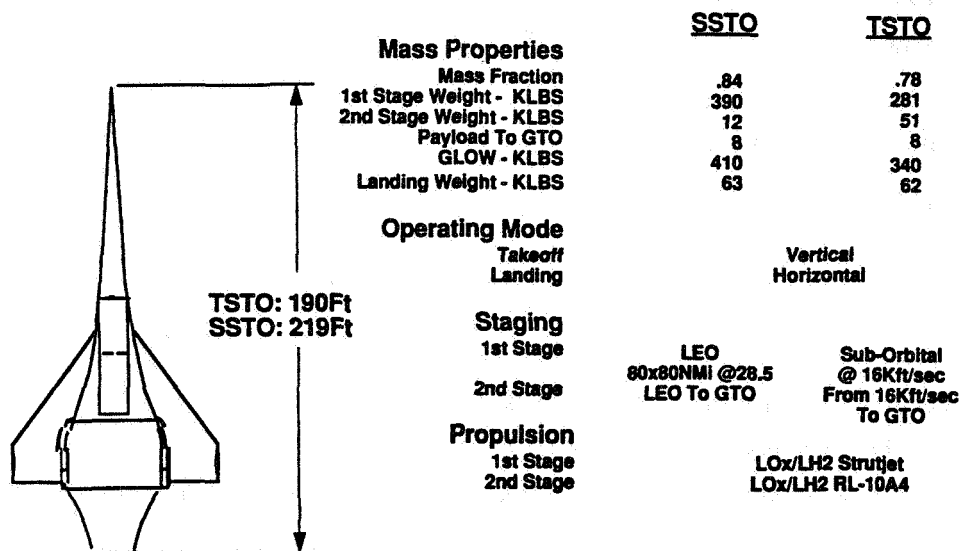 SSTO TSTO
Mass Properties
Mass Fraction .84 .78
1st Stage Weight - KLBS 390 281
2nd Stage Weight - KLBS 12 51
Payload To GTO 8 8
GLOW - KLBS 410 340
Landing Weight - KLBS 63 62
Operating Mode
Takeoff Vertical
Landing Horizontal
TSTO: 190Ft
SSTO: 219Ft
Staging
1st Stage LEO Sub-Orbital
80x80NMi @28.5 @ 16Kft/sec
2nd Stage LEO To GTO From 16Kft/sec
To GTO
Propulsion
1st Stage LOx/LH2 Strutjet
2nd Stage LOx/LH2 RL-10A4